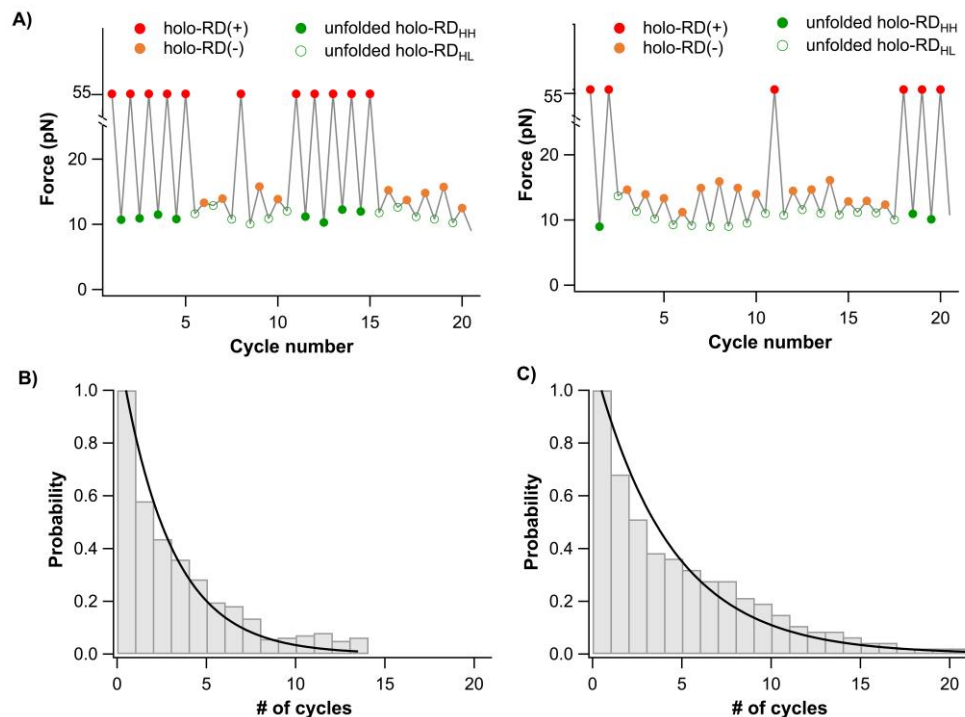 A)
holo-RD(+) unfolded holo-RDHH
holo-RD(-) unfolded holo-RDHL
55
20
10
0
Force (pN)
5 10 15 20
Cycle number
holo-RD(+) unfolded holo-RDHH
holo-RD(-) unfolded holo-RDHL
55
20
10
0
Force (pN)
5 10 15 20
Cycle number
B)
1.0
0.8
0.6
0.4
0.2
0.0
Probability
0 5 10 15 20
# of cycles
C)
1.0
0.8
0.6
0.4
0.2
0.0
Probability
0 5 10 15 20
# of cycles